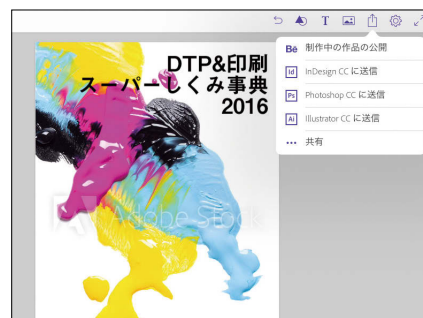 T
Bē 制作中の作品の公開
Id InDesign CC に送信
Ps Photoshop CC に送信
Ai Illustrator CC に送信
共有
DTP&印刷
スーパーしくみ事典
2016
Adobe Stock